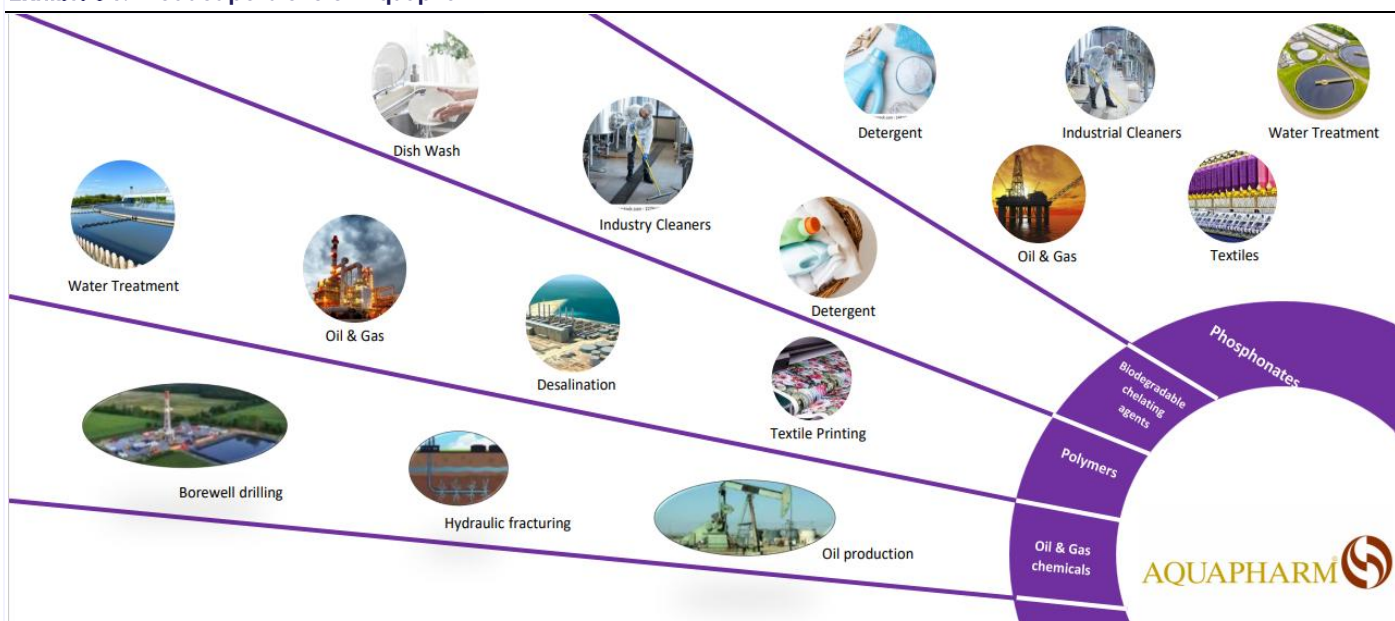 Detergent
Industrial Cleaners
Water Treatment
Oil & Gas
Textiles
Phosphonates
Dish Wash
Industry Cleaners
Detergent
Biodegradable
chelating
agents
Water Treatment
Oil & Gas
Desalination
Textile Printing
Polymers
Borewell drilling
Hydraulic fracturing
Oil production
Oil & Gas
chemicals
AQUAPHARM